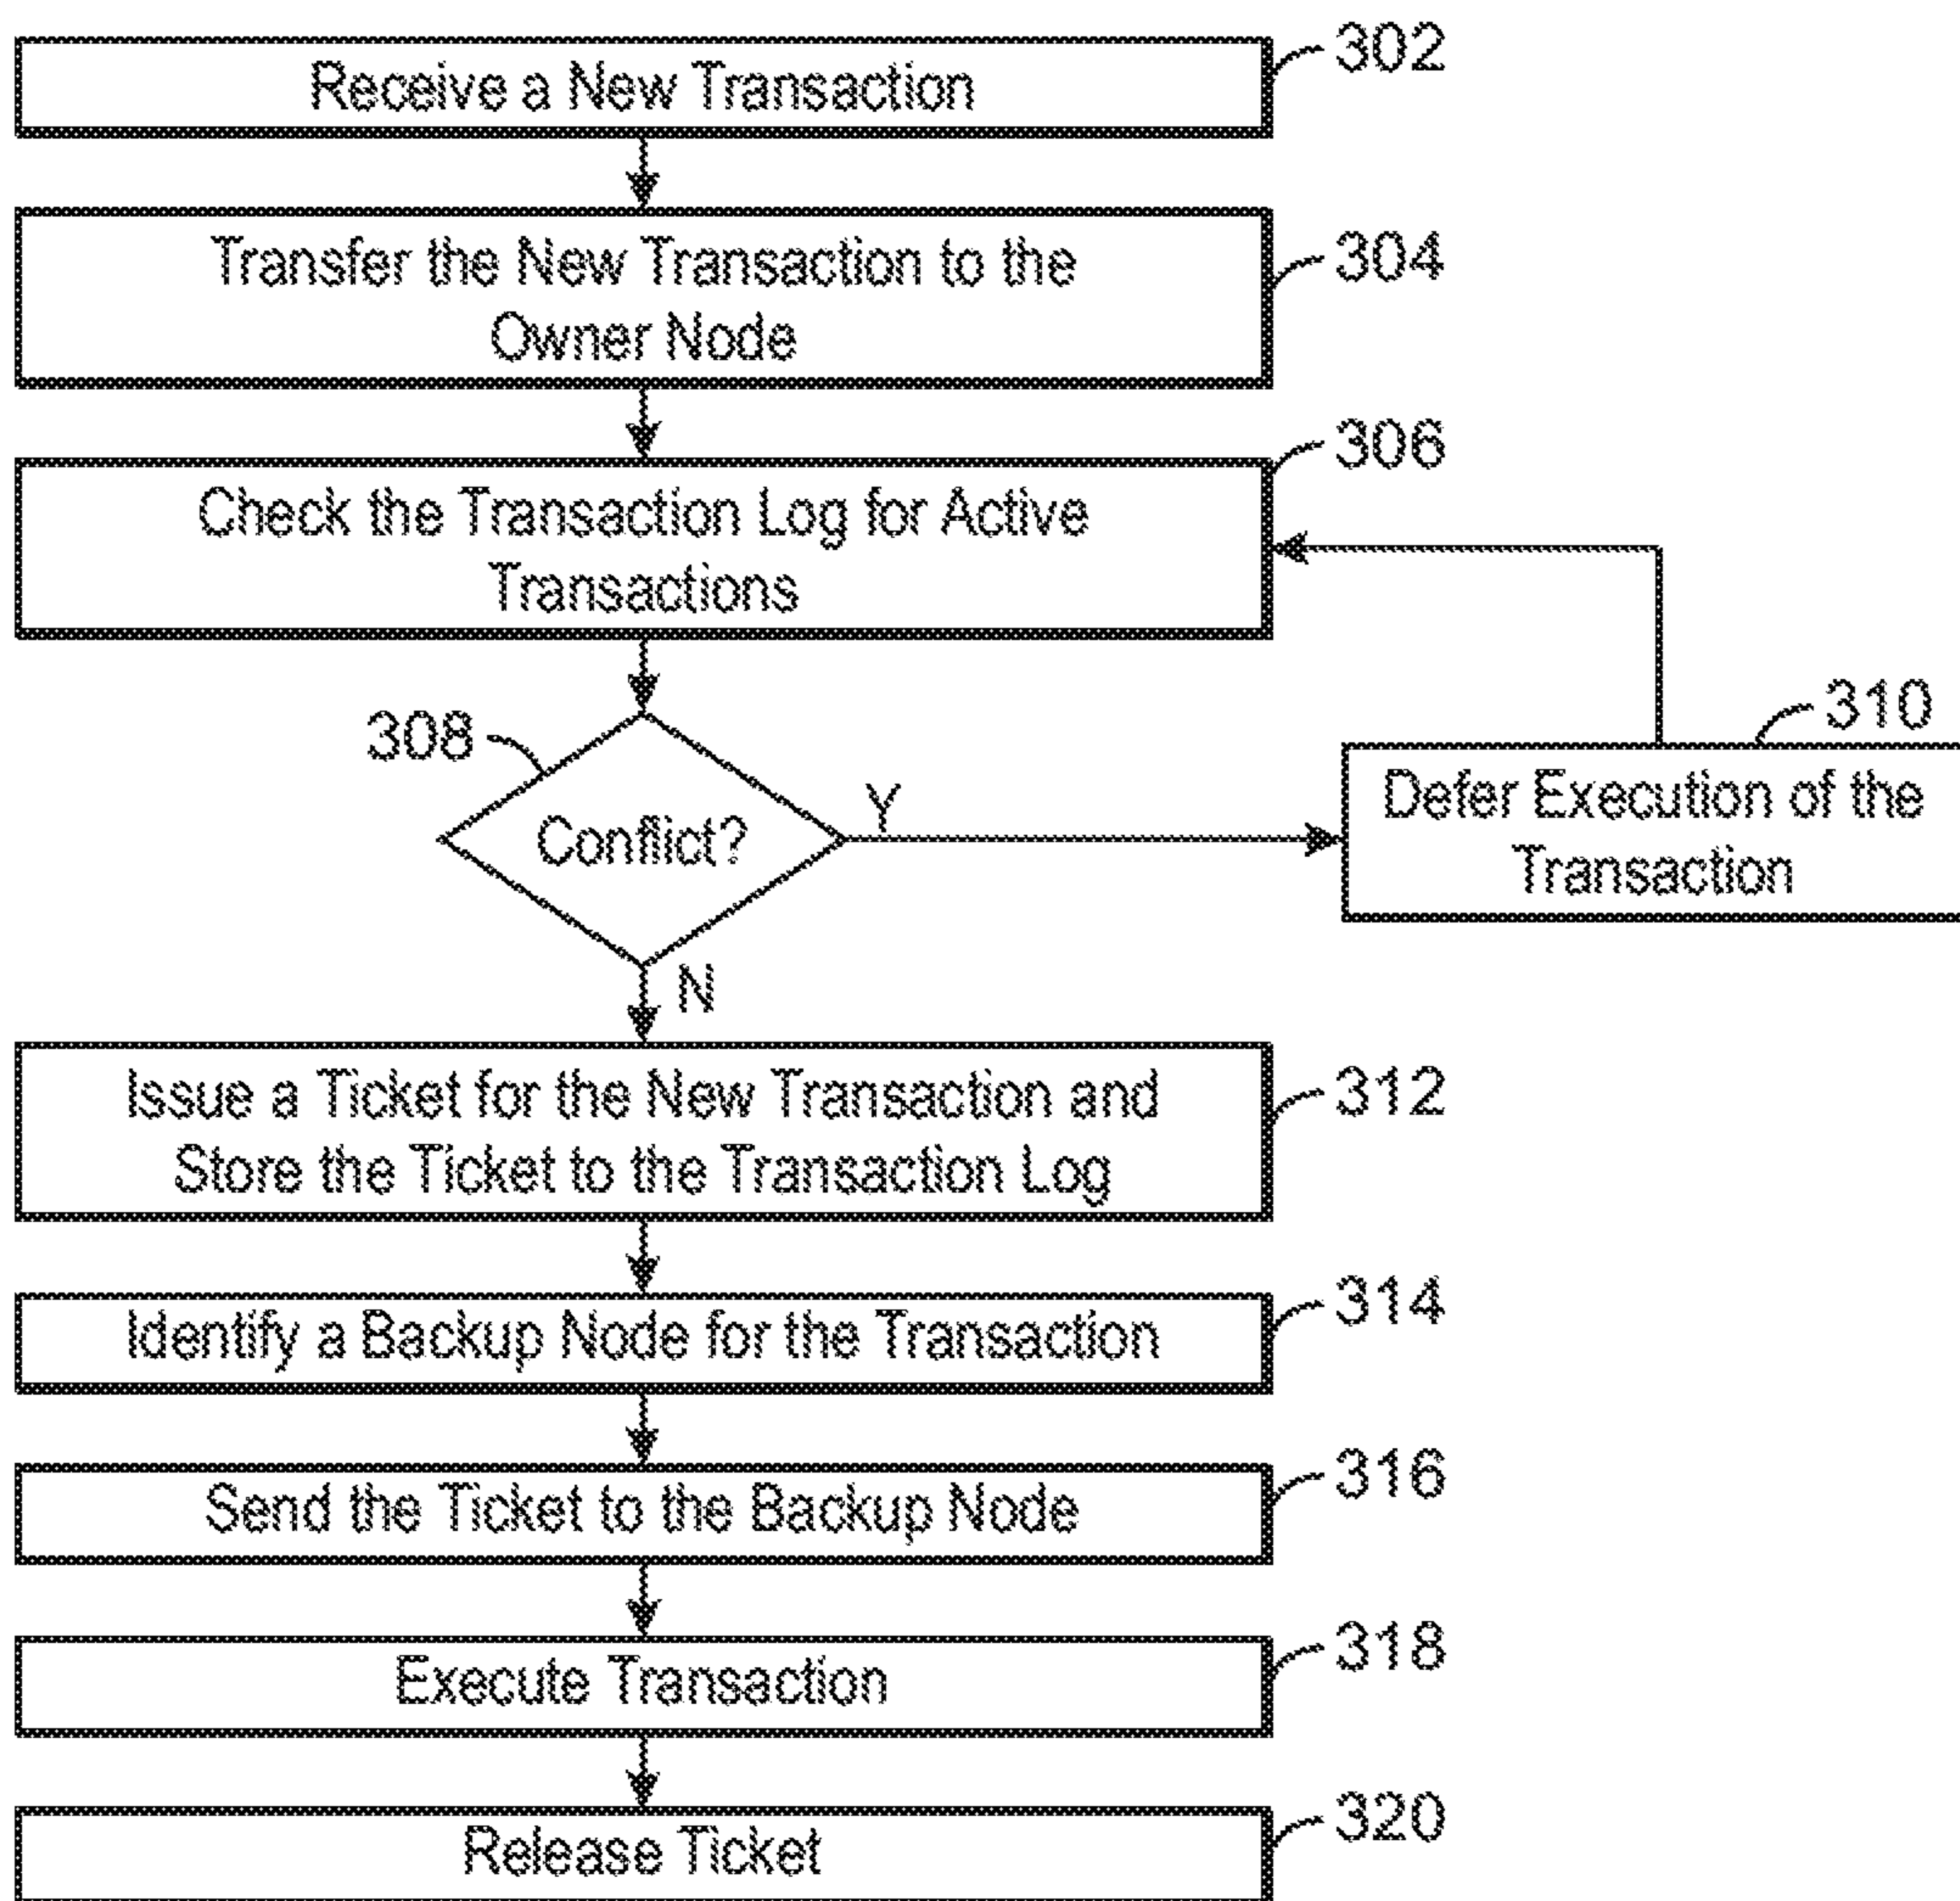 Receive a New Transaction
302
Transfer the New Transaction to the
Owner Node
304
Check the Transaction Log for Active
Transactions
306
308
Conflict?
Y
310
Defer Execution of the
Transaction
N
Issue a Ticket for the New Transaction and
Store the Ticket to the Transaction Log
312
Identify a Backup Node for the Transaction
314
Send the Ticket to the Backup Node
316
Execute Transaction
318
Release Ticket
320